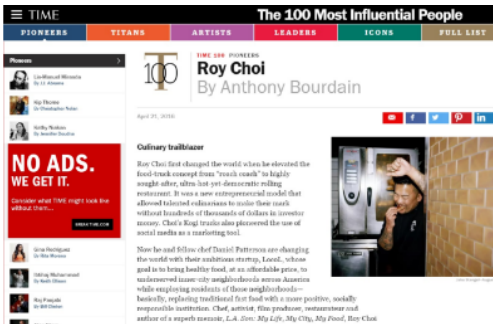 TIME
The 100 Most Influential People
PIONEERS
TITANS
ARTISTS
LEADERS
ICONS
FULL LIST
Pioneers
Lin-Manuel Miranda
By J.J. Abrams
NO ADS.
WE GET IT.
Consider what TIME might look like
without them....
Gina Rodriguez
TIME 100 PIONEERS
100
Roy Choi
By Anthony Bourdain
April 21, 2016
Culinary trailblazer
Roy Choi first changed the world when he elevated the
food-truck concept from "roach coach" to highly
sought-after, ultra-hot-yet-democratic rolling
restaurant. It was a new entrepreneurial model that
allowed talented culinarians to make their mark
without hundreds of thousands of dollars in investor
money. Choi's Kogi trucks also pioneered the use of
social media as a marketing tool.
Now he and fellow chef Daniel Patterson are changing
the world with their ambitious startup, Locol, whose
goal is to bring healthy food, at an affordable price, to
underserved inner-city neighborhoods across America
while employing residents of those neighborhoods—
basically, replacing traditional fast food with a more positive, socially
responsible institution. Chef, activist, film producer, restaurateur and
author of a superb memoir, L.A. Son: My Life, My City, My Food, Roy Choi